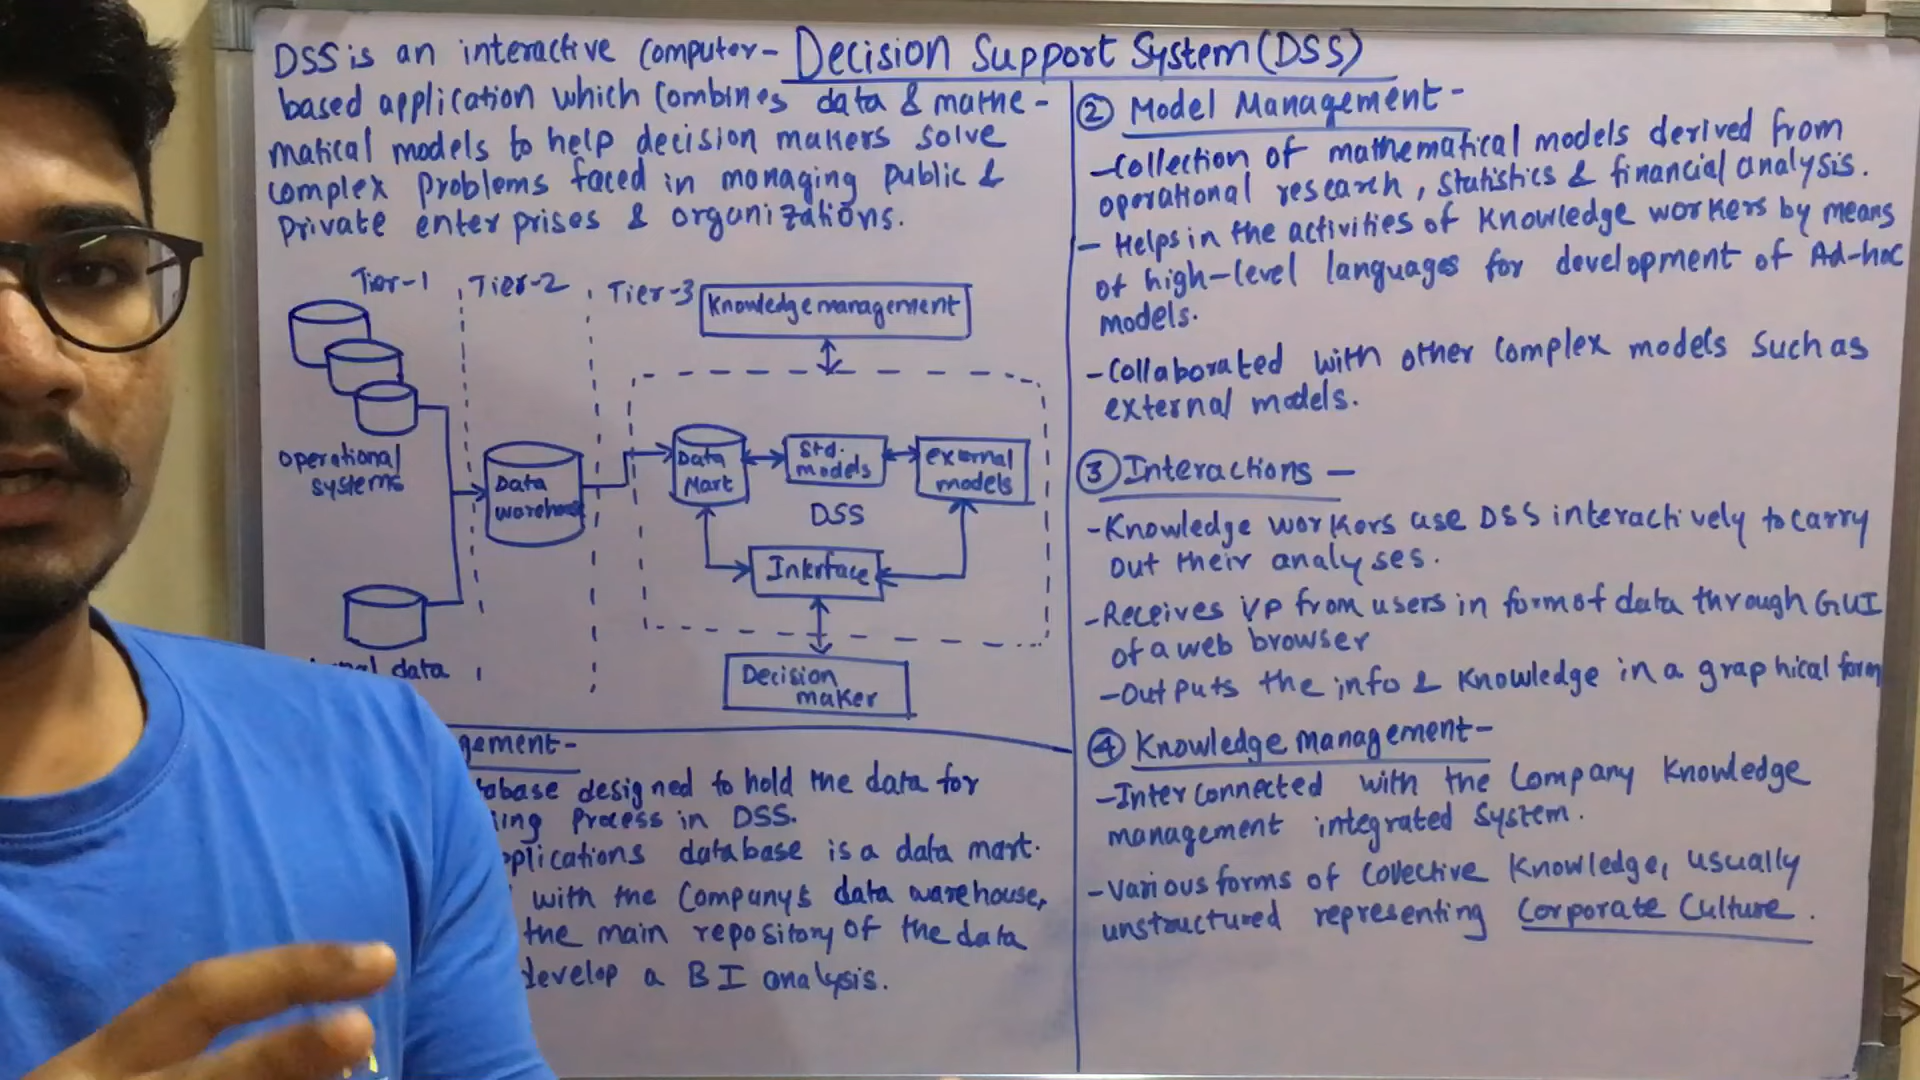 Decision Support System (DSS)
DSS is an interactive computer-
based application which combines data & mathe-
matical models to help decision makers solve
complex problems faced in managing public &
private enterprises & organizations.
Tier-1
Tier-2
Tier-3
Knowledge management
operational
systems
Data
warehouse
Data
Mart
Std.
models
external
models
DSS
Interface
Decision
maker
data
designed to hold the data for
process in DSS.
database is a data mart.
with the Companys data warehouse,
the main repository of the data
develop a BI analysis.
② Model Management-
-Collection of mathematical models derived from
operational research, statistics & financial analysis.
- Helps in the activities of knowledge workers by means
of high-level languages for development of Ad-hoc
models.
-Collaborated with other complex models such as
external models.
③ Interactions -
-Knowledge workers use DSS interactively to carry
out their analyses.
-Receives I/P from users in form of data through GUI
of a web browser
-Outputs the info & knowledge in a graphical form
④ Knowledge management-
-Interconnected with the company knowledge
management integrated system.
-Various forms of collective knowledge, usually
unstructured representing Corporate Culture.